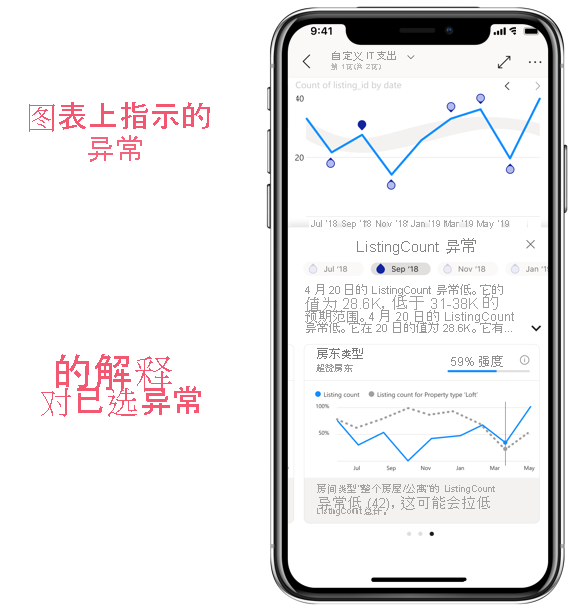 图表上指示的
异常
的解释
对已选异常
9:41
自定义 IT 支出
第 1页(共 2页)
Count of listing_id by date
40
20
Jul '18 Sep '18 Nov '18 Jan '19 Mar '19 May '19
ListingCount 异常
Jul '18 Sep '18 Nov '18 Jan '1
4 月 20 日的 ListingCount 异常低。它的
值为 28.6K, 低于 31-38K 的
预期范围。4 月 20 日的 ListingCount
异常低。它在 20 日的值为 28.6K。它有...
房东类型
超赞房东
59% 强度
Listing count Listing count for Property type 'Loft'
100%
50%
Jul Sep Nov Jan Mar May
房间类型"整个房屋/公寓"的 ListingCount
异常低 (42), 这可能会拉低
ListingCount 总计。